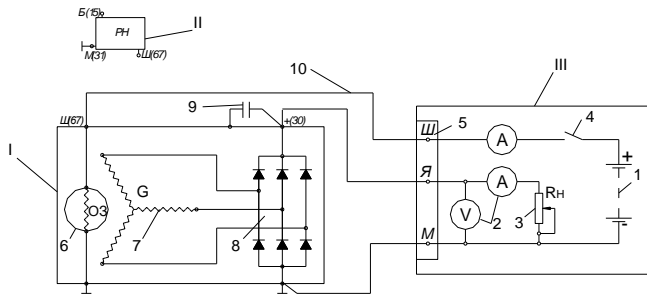 Б(15)
РН
II
М(31)
Ш(67)
10
III
Щ(67)
9
+(30)
I
Ш
5
А
4
+
1
-
Я
А
RН
G
ОЗ
V
2
3
6
7
8
М